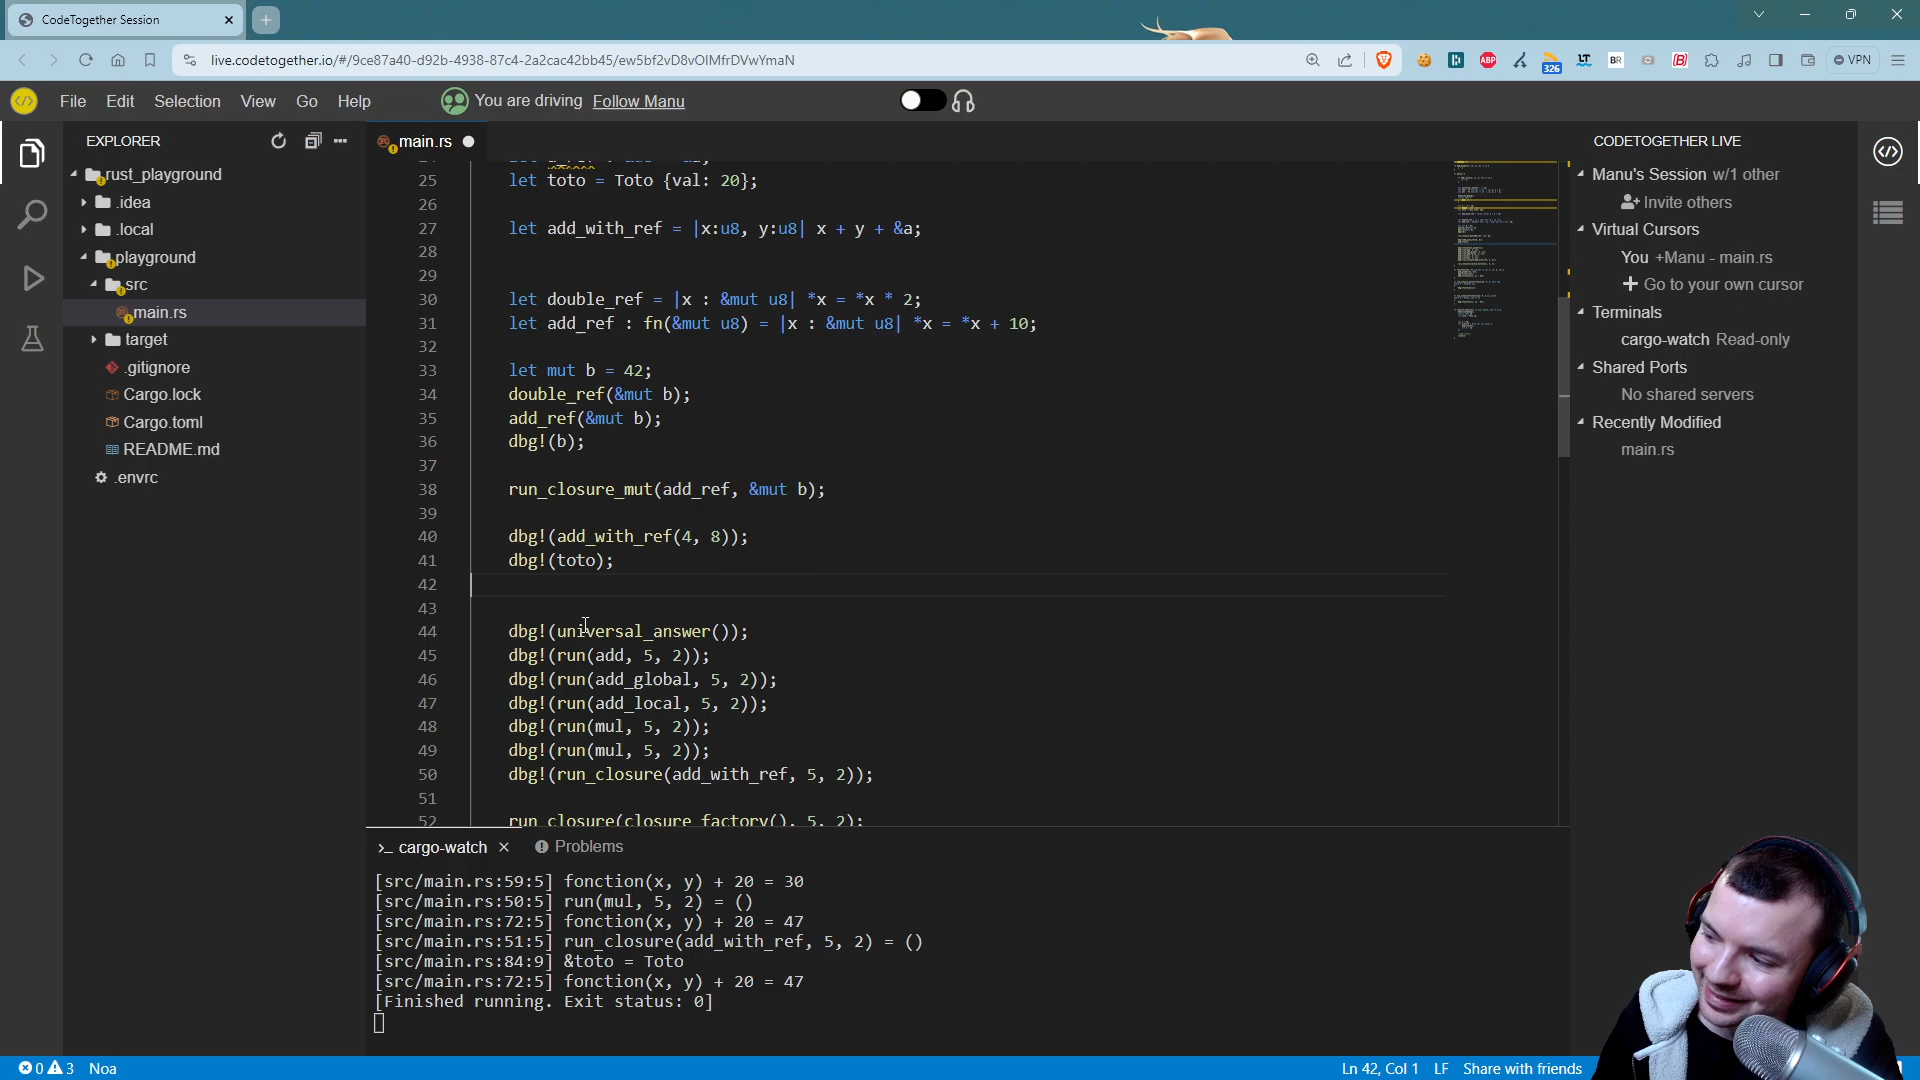 CodeTogether Session
live.codetogether.io/#/9ce87a40-d92b-4938-87c4-2a2cac42bb45/ew5bf2vD8vOIMfrDVwYmaN
ABP
326
LT
BR
VPN
File Edit Selection View Go Help
You are driving Follow Manu
EXPLORER
rust_playground
.idea
.local
playground
src
main.rs
target
.gitignore
Cargo.lock
Cargo.toml
README.md
.envrc
main.rs
25 let toto = Toto {val: 20};
26
27 let add_with_ref = |x:u8, y:u8| x + y + &a;
28
29
30 let double_ref = |x : &mut u8| *x = *x * 2;
31 let add_ref : fn(&mut u8) = |x : &mut u8| *x = *x + 10;
32
33 let mut b = 42;
34 double_ref(&mut b);
35 add_ref(&mut b);
36 dbg!(b);
37
38 run_closure_mut(add_ref, &mut b);
39
40 dbg!(add_with_ref(4, 8));
41 dbg!(toto);
42
43
44 dbg!(universal_answer());
45 dbg!(run(add, 5, 2));
46 dbg!(run(add_global, 5, 2));
47 dbg!(run(add_local, 5, 2));
48 dbg!(run(mul, 5, 2));
49 dbg!(run(mul, 5, 2));
50 dbg!(run_closure(add_with_ref, 5, 2));
51
52 run_closure(closure_factory(), 5, 2);
cargo-watch Problems
[src/main.rs:59:5] fonction(x, y) + 20 = 30
[src/main.rs:50:5] run(mul, 5, 2) = ()
[src/main.rs:72:5] fonction(x, y) + 20 = 47
[src/main.rs:51:5] run_closure(add_with_ref, 5, 2) = ()
[src/main.rs:84:9] &toto = Toto
[src/main.rs:72:5] fonction(x, y) + 20 = 47
[Finished running. Exit status: 0]
CODETOGETHER LIVE
Manu's Session w/1 other
Invite others
Virtual Cursors
You +Manu - main.rs
Go to your own cursor
Terminals
cargo-watch Read-only
Shared Ports
No shared servers
Recently Modified
main.rs
0 3 Noa
Ln 42, Col 1 LF Share with friends